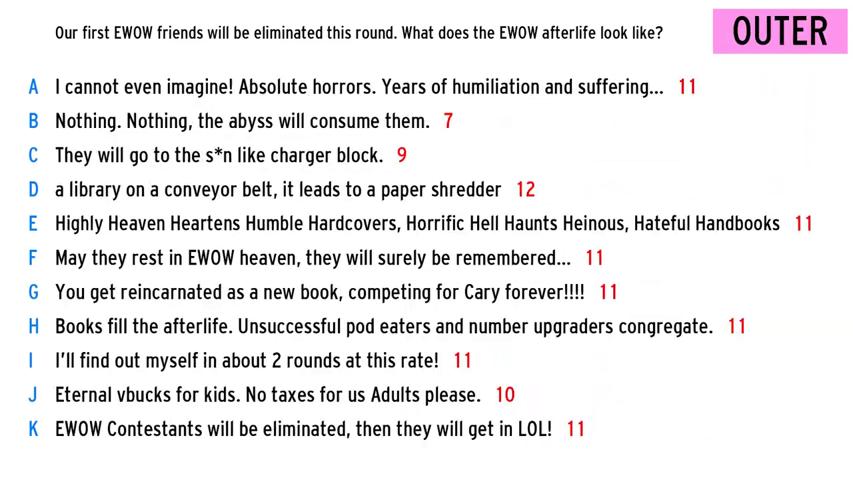 Our first EWOW friends will be eliminated this round. What does the EWOW afterlife look like?
OUTER
A I cannot even imagine! Absolute horrors. Years of humiliation and suffering... 11
B Nothing. Nothing, the abyss will consume them. 7
C They will go to the s*n like charger block. 9
D a library on a conveyor belt, it leads to a paper shredder 12
E Highly Heaven Heartens Humble Hardcovers, Horrific Hell Haunts Heinous, Hateful Handbooks 11
F May they rest in EWOW heaven, they will surely be remembered... 11
G You get reincarnated as a new book, competing for Cary forever!!!! 11
H Books fill the afterlife. Unsuccessful pod eaters and number upgraders congregate. 11
I I'll find out myself in about 2 rounds at this rate! 11
J Eternal vbucks for kids. No taxes for us Adults please. 10
K EWOW Contestants will be eliminated, then they will get in LOL! 11